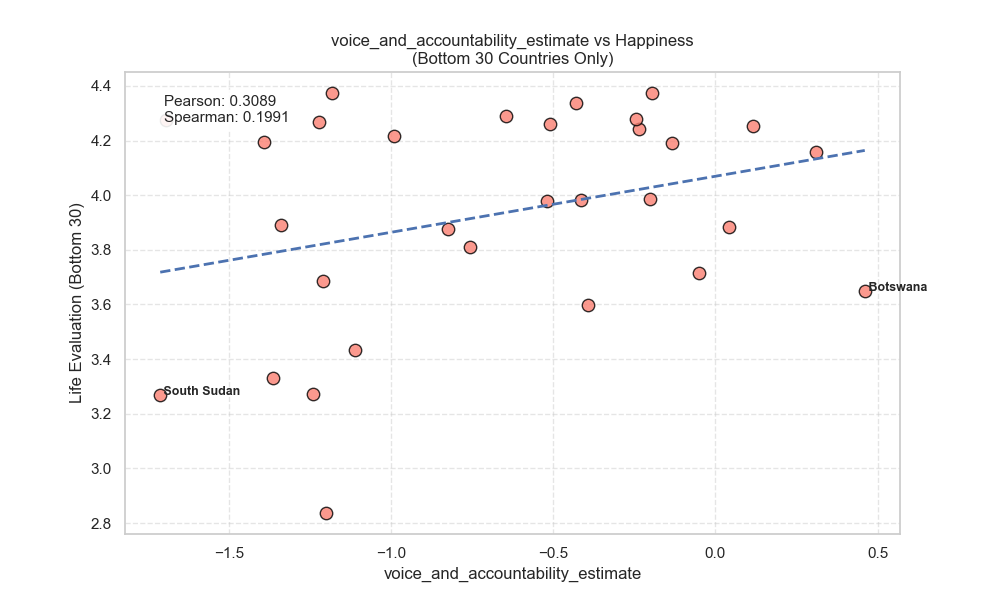 voice_and_accountability_estimate vs Happiness
(Bottom 30 Countries Only)
Pearson: 0.3089
Spearman: 0.1991
Life Evaluation (Bottom 30)
4.4
4.2
4.0
3.8
3.6
3.4
3.2
3.0
2.8
Botswana
South Sudan
−1.5
−1.0
−0.5
0.0
0.5
voice_and_accountability_estimate